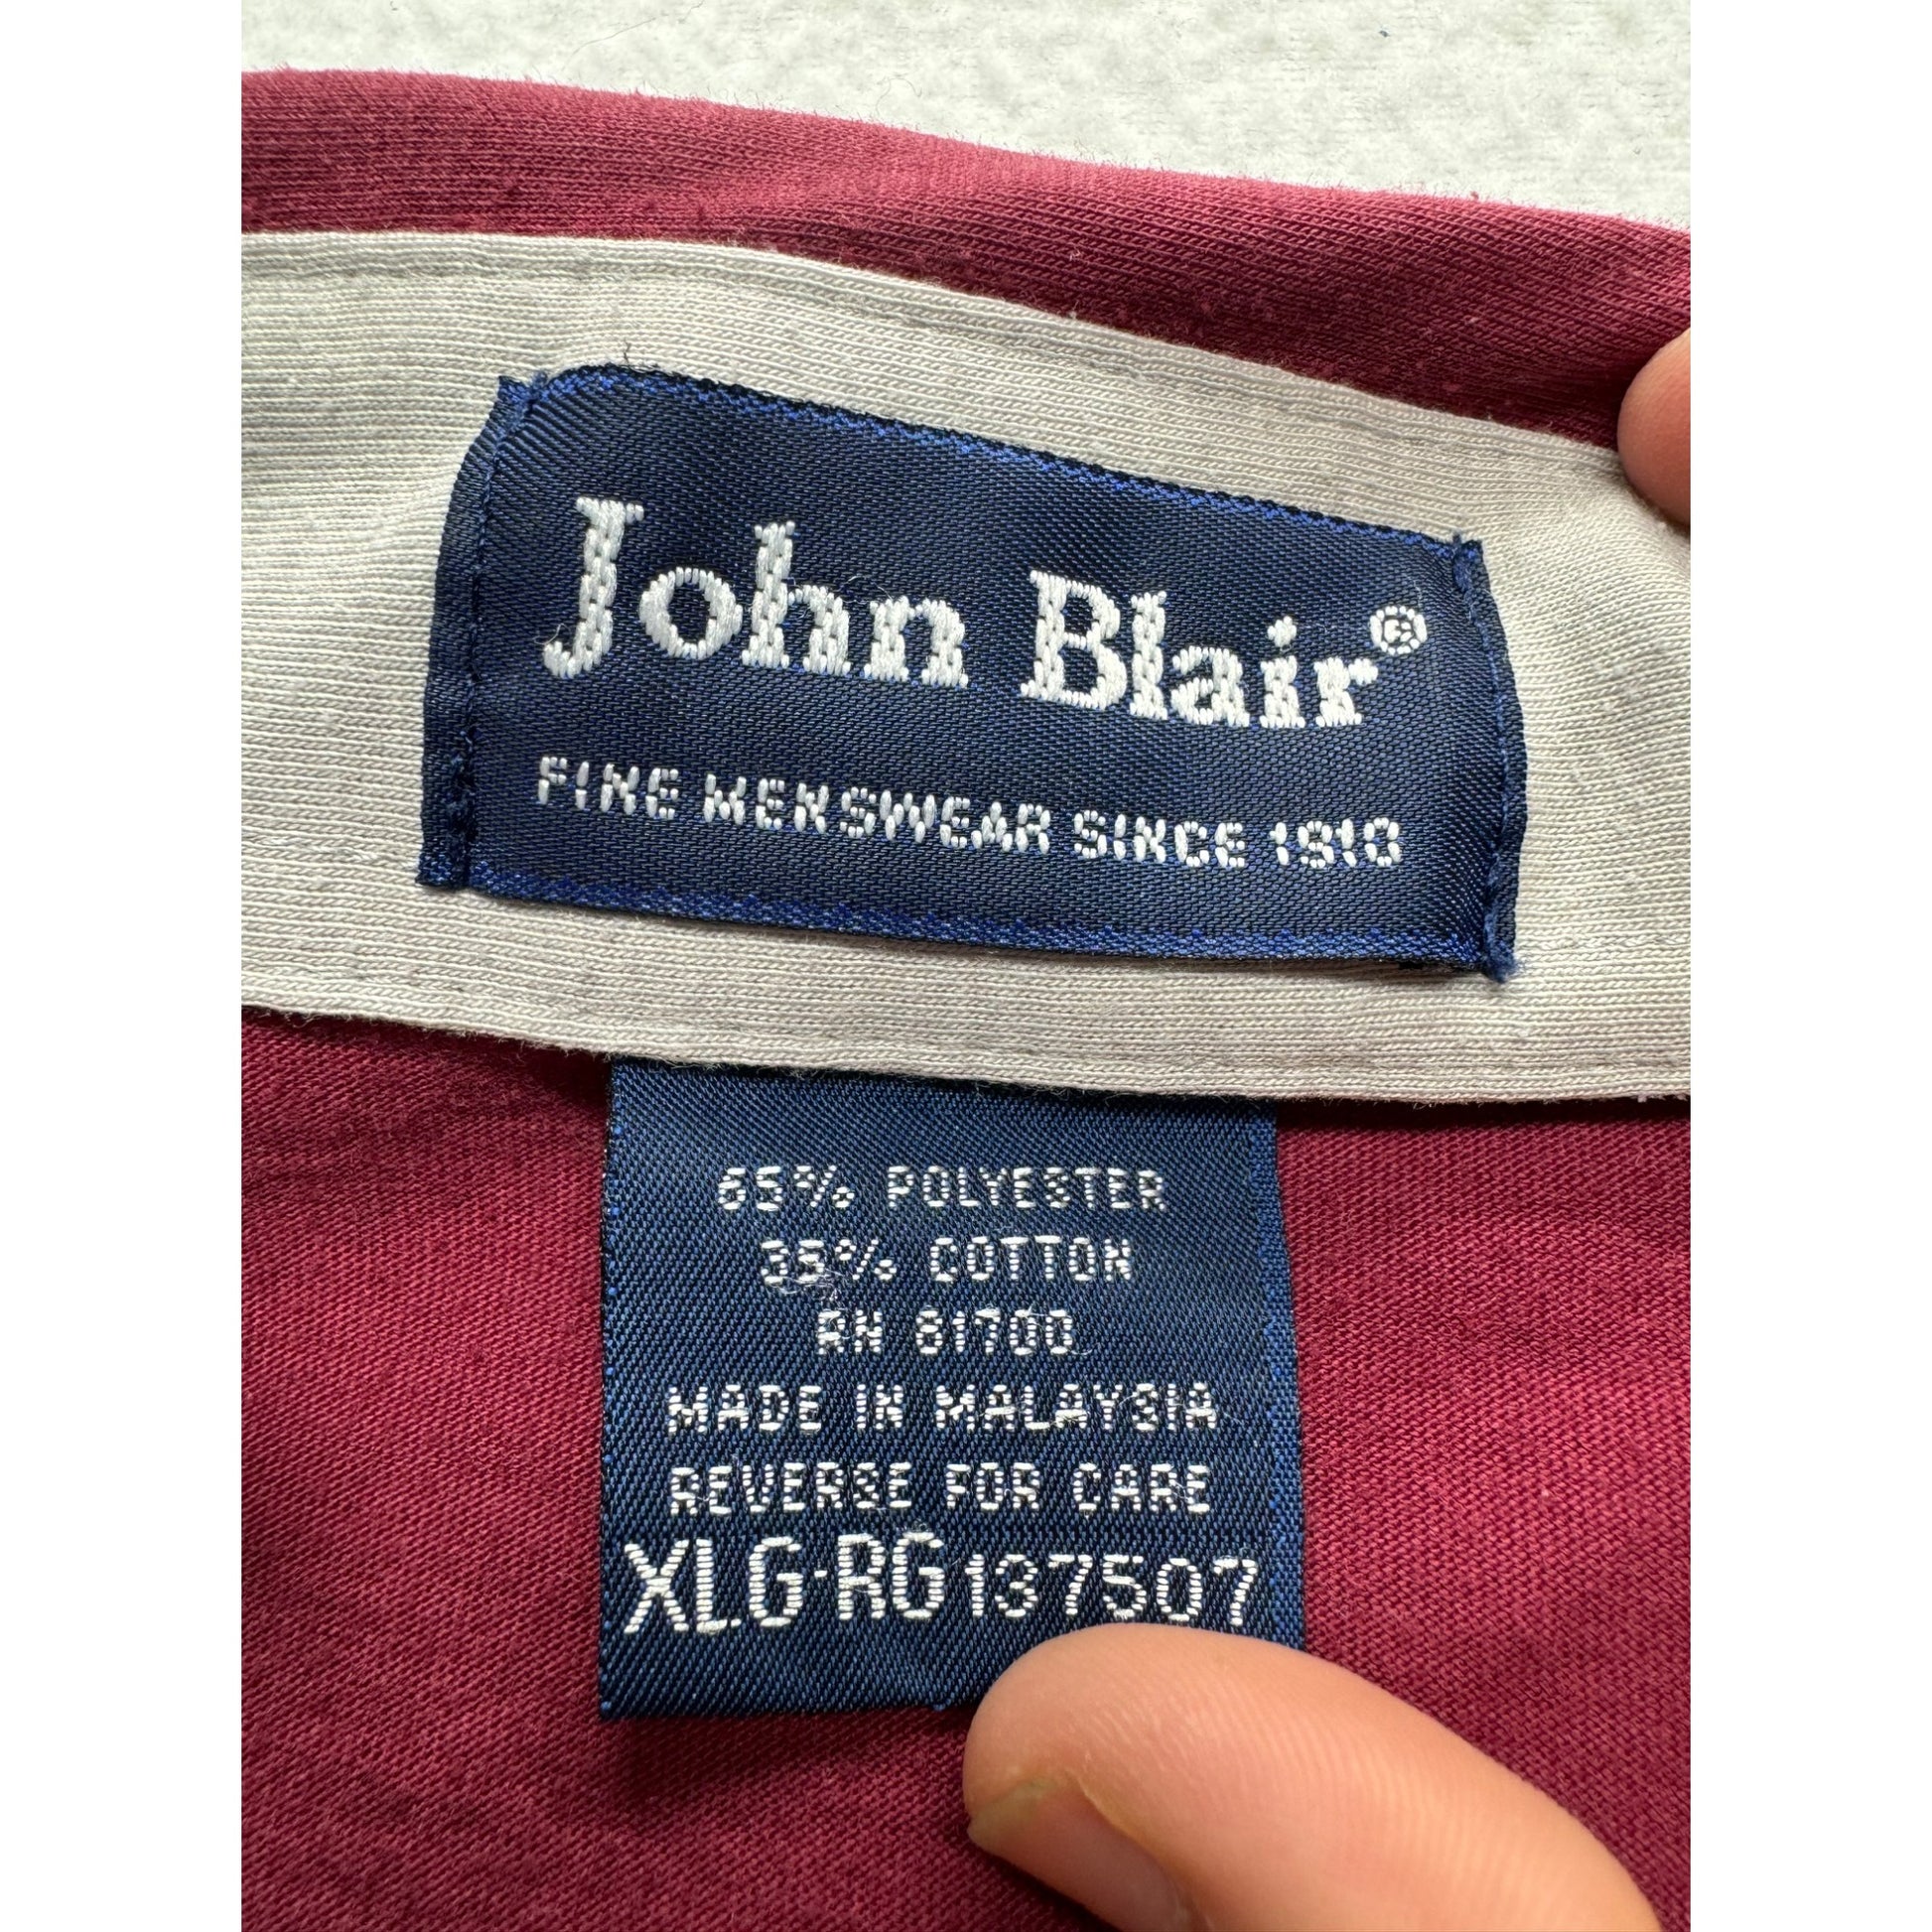 John Blair®
FINE MENSWEAR SINCE 1910
65% POLYESTER
35% COTTON
RN 61700
MADE IN MALAYSIA
REVERSE FOR CARE
XLG-RG 137507